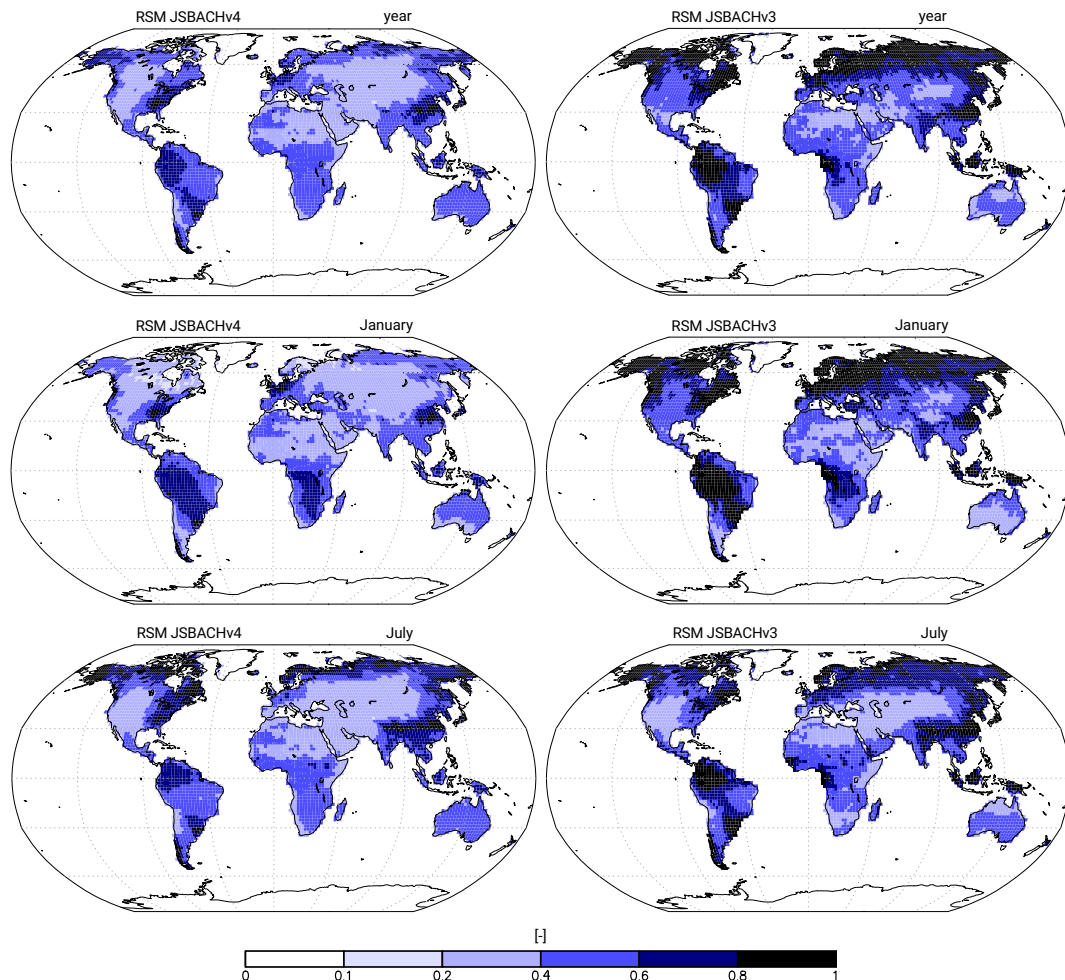 RSM JSBACHv4 year RSM JSBACHv3 year
RSM JSBACHv4 January RSM JSBACHv3 January
RSM JSBACHv4 July RSM JSBACHv3 July
[-]
0 0.1 0.2 0.4 0.6 0.8 1